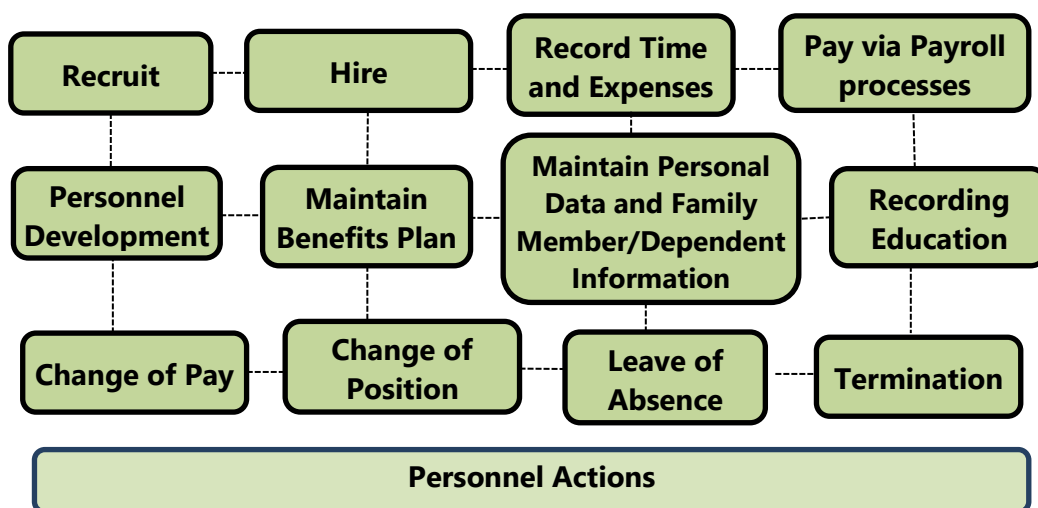 Recruit
Hire
Record Time
and Expenses
Pay via Payroll
processes
Personnel
Development
Maintain
Benefits Plan
Maintain Personal
Data and Family
Member/Dependent
Information
Recording
Education
Change of Pay
Change of
Position
Leave of
Absence
Termination
Personnel Actions